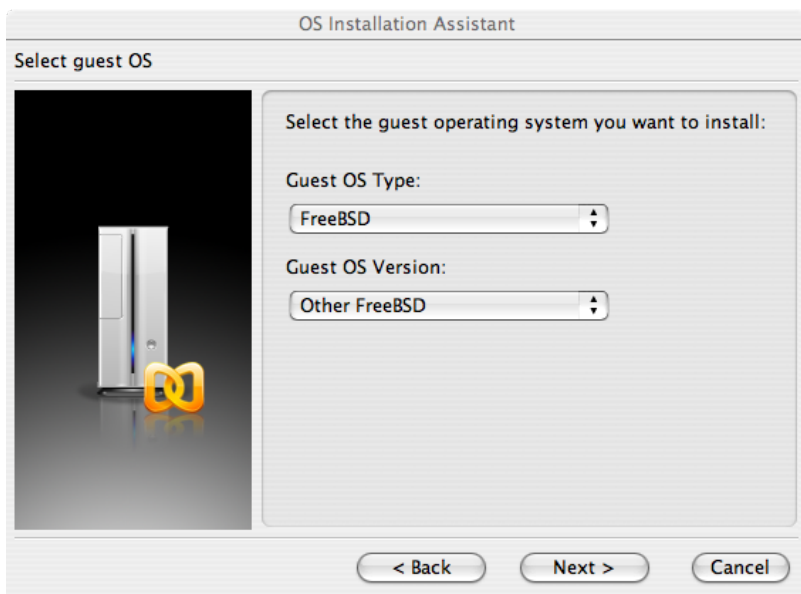 OS Installation Assistant
Select guest OS
Select the guest operating system you want to install:
Guest OS Type:
FreeBSD
Guest OS Version:
Other FreeBSD
< Back
Next >
Cancel